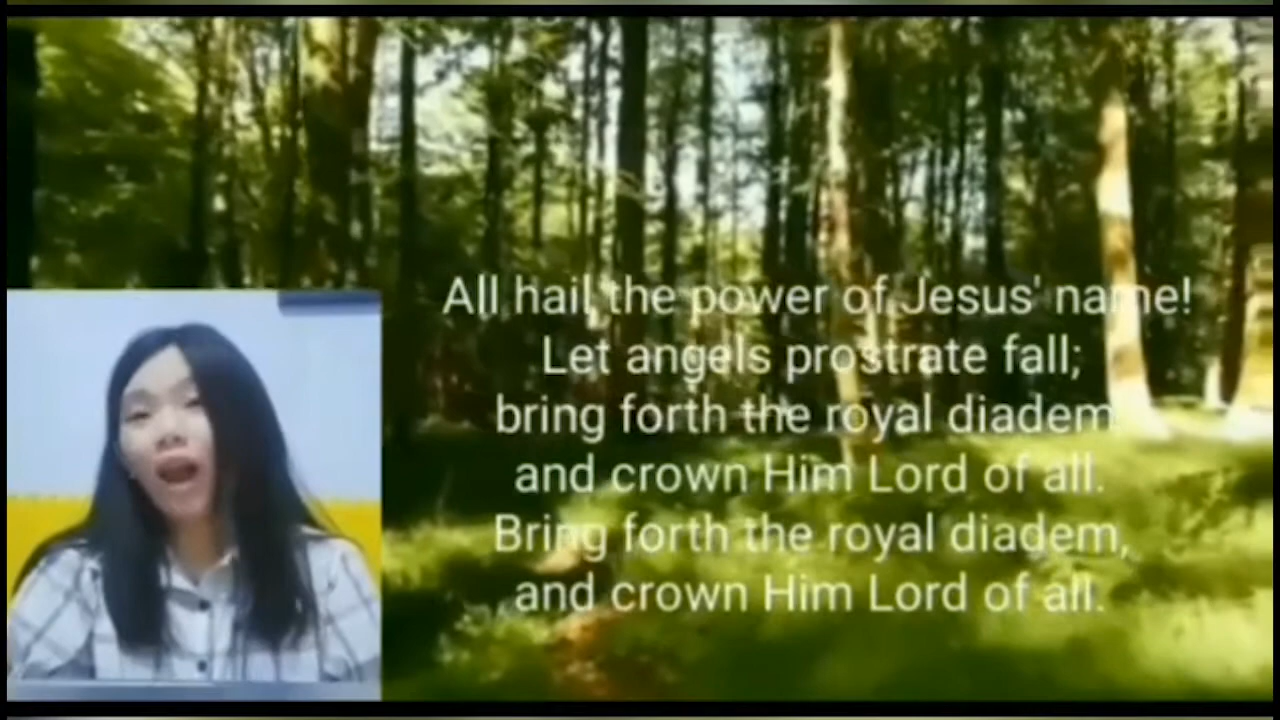 All hail, the power of Jesus' name!
Let angels prostrate fall;
bring forth the royal diadem
and crown Him Lord of all.
Bring forth the royal diadem,
and crown Him Lord of all.